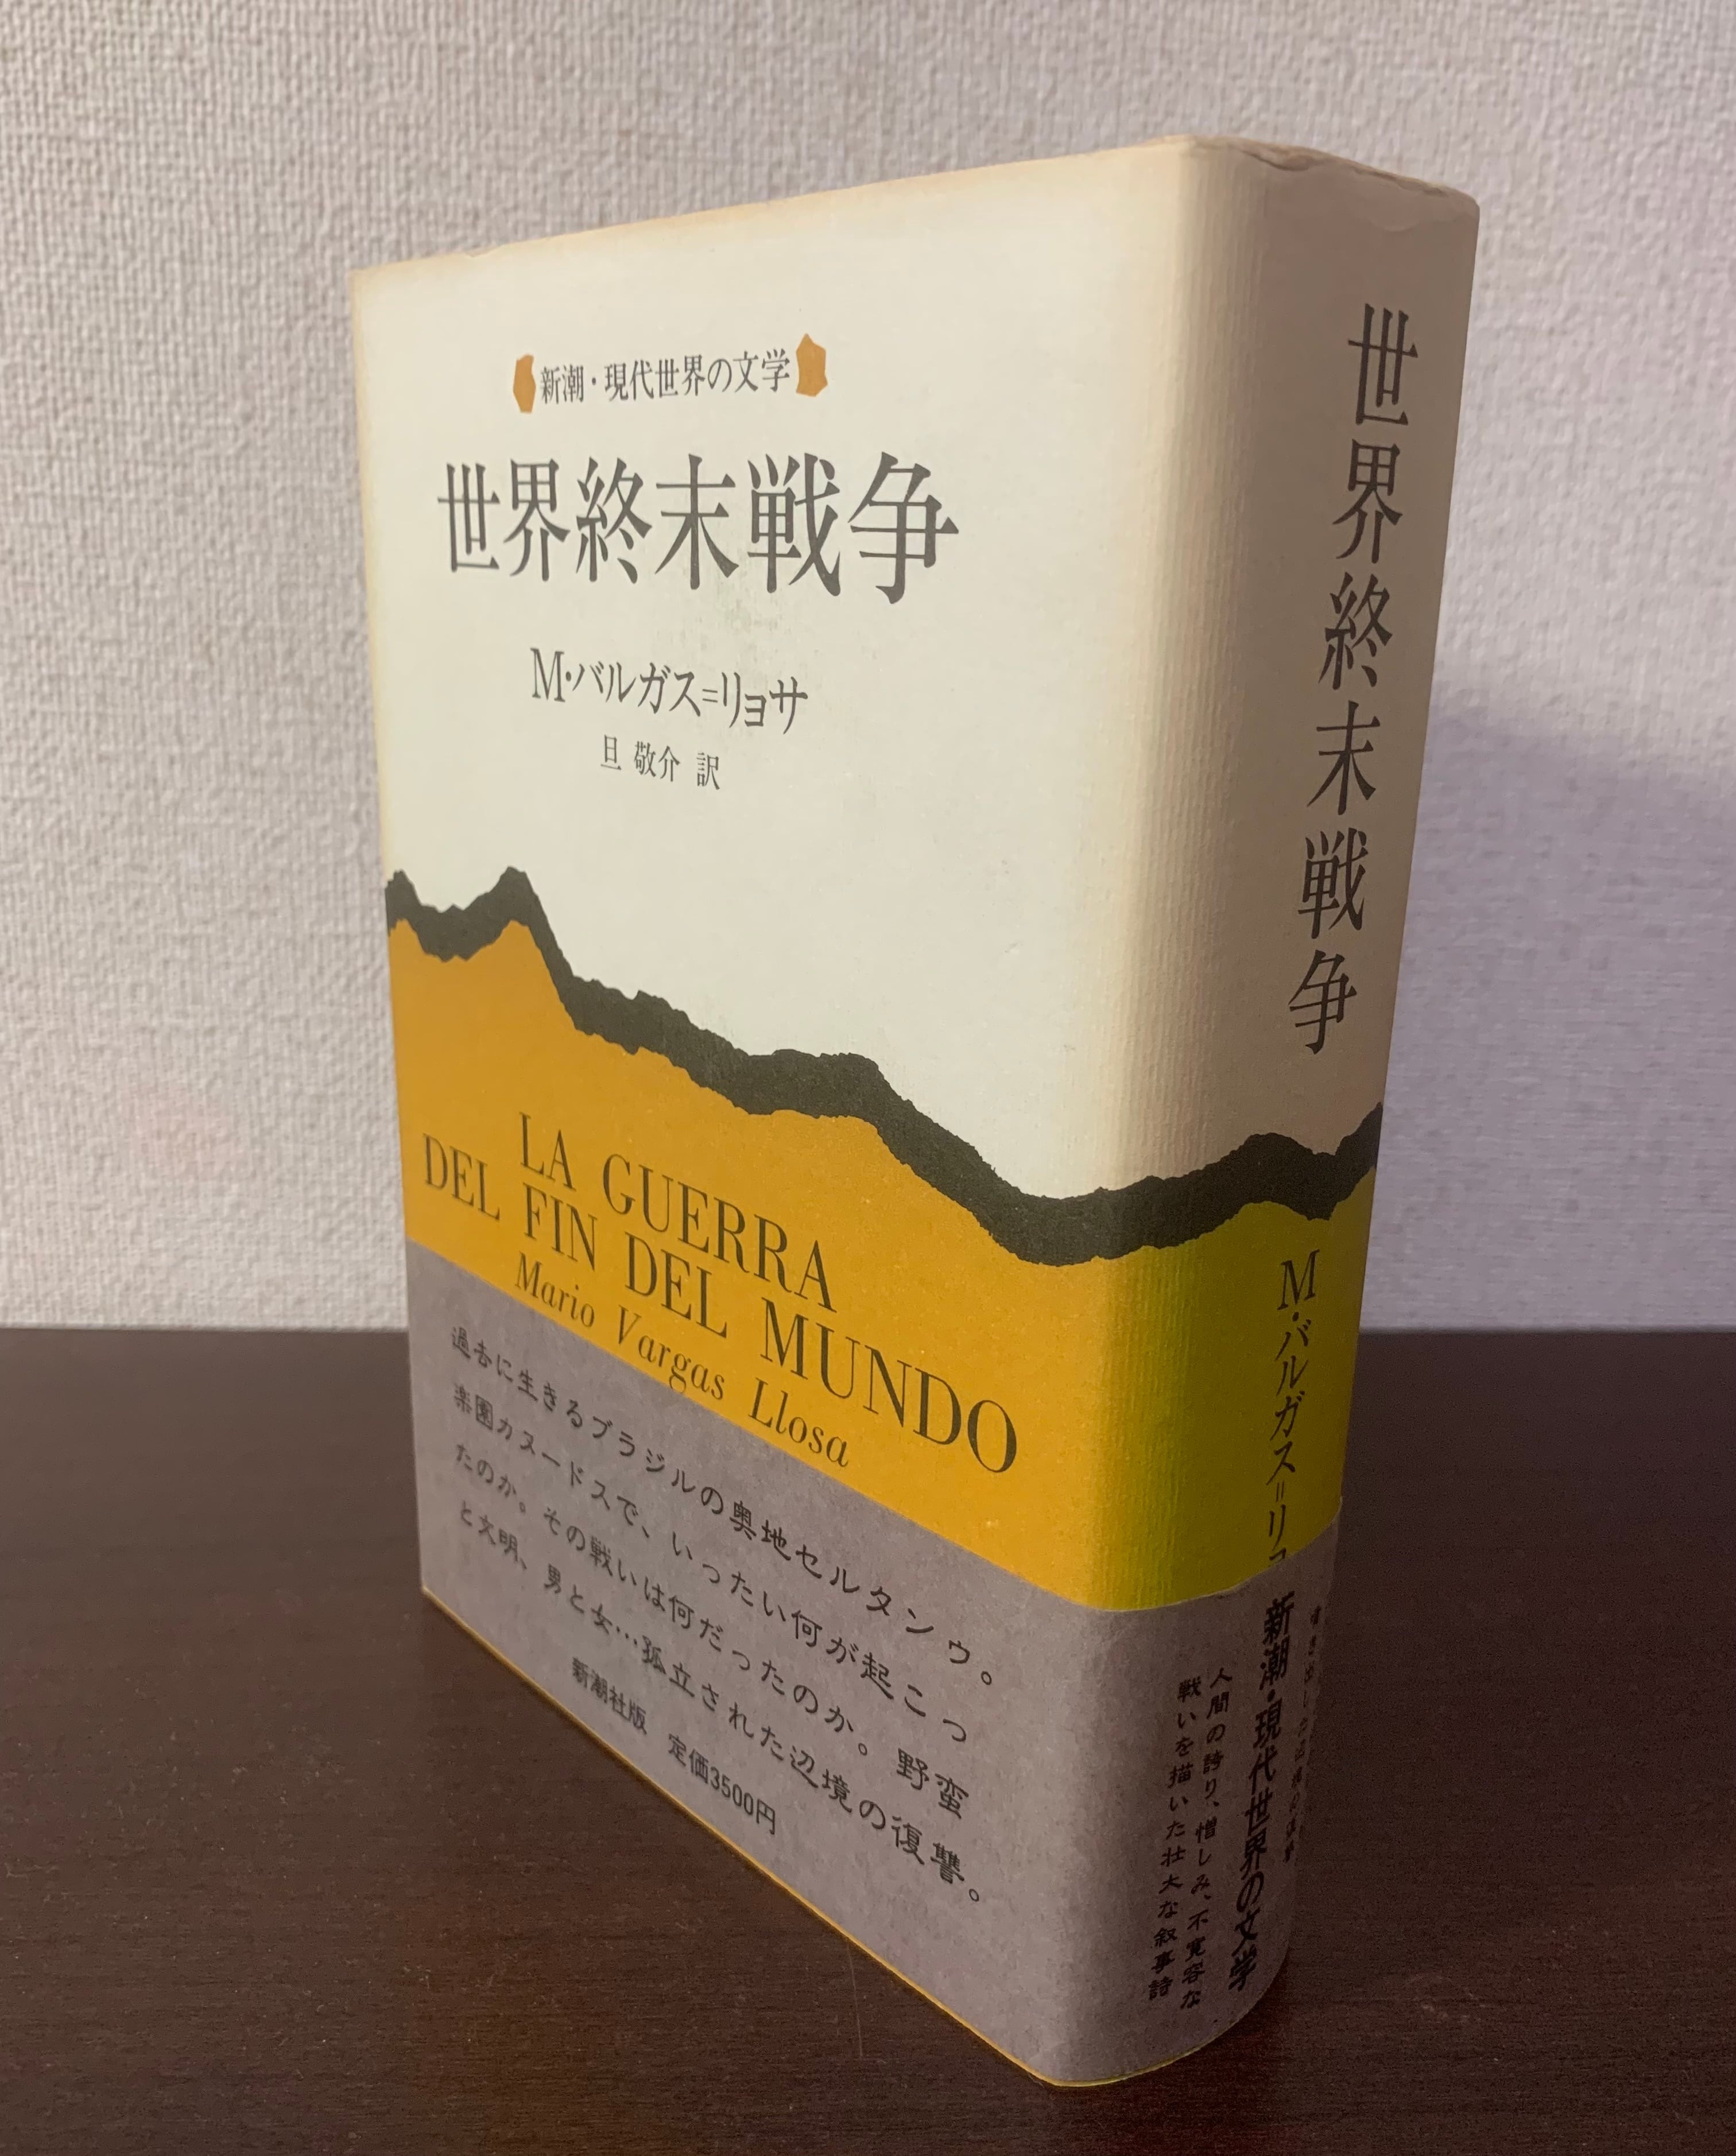 新潮・現代世界の文学
世界終末戦争
M・バルガス=リョサ
旦 敬介 訳
LA GUERRA
DEL FIN DEL MUNDO
Mario Vargas Llosa
過去に生きるブラジルの奥地セルタンゥ。
楽園カヌードスで、いったい何が起こっ
たのか。その戦いは何だったのか。野蛮
と文明、男と女…孤立された辺境の復讐。
新潮社版 定価3500円
世界終末戦争
M・バルガス=リョ
新潮・現代世界の文学
人間の誇り、憎しみ、不寛容な
戦いを描いた壮大な叙事詩